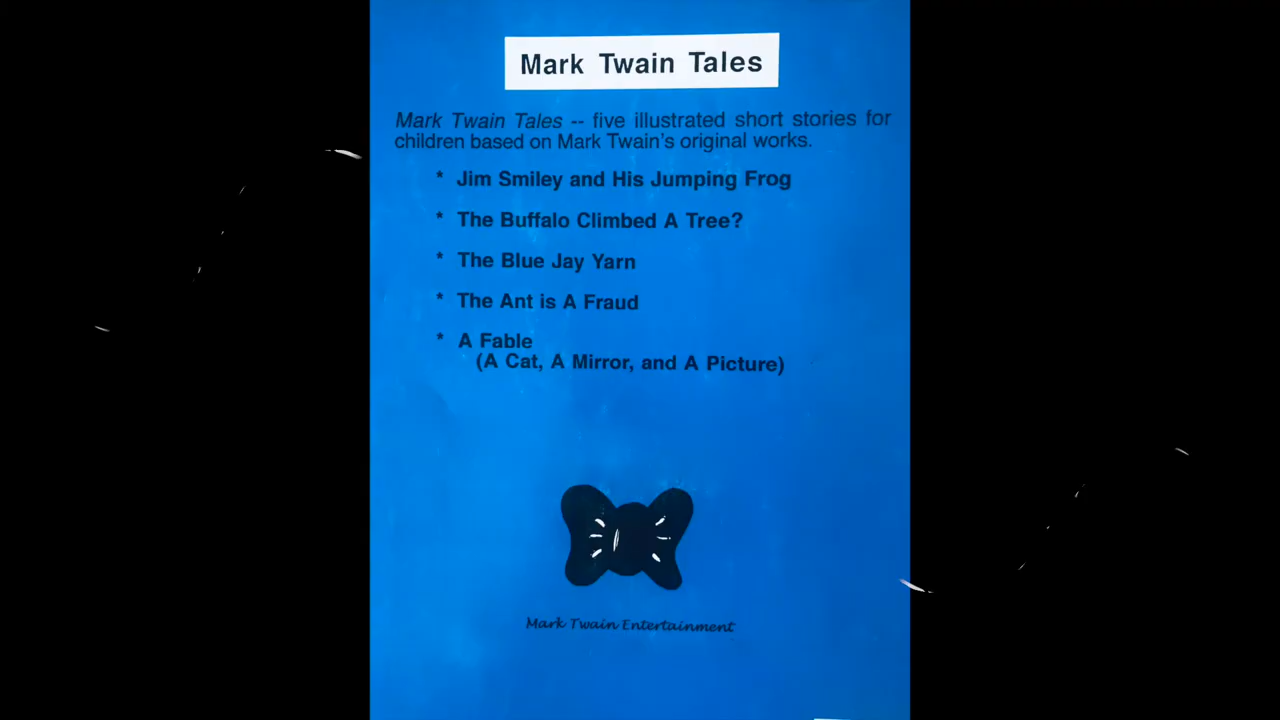 Mark Twain Tales
Mark Twain Tales -- five illustrated short stories for
children based on Mark Twain's original works.
* Jim Smiley and His Jumping Frog
* The Buffalo Climbed A Tree?
* The Blue Jay Yarn
* The Ant is A Fraud
* A Fable
(A Cat, A Mirror, and A Picture)
Mark Twain Entertainment